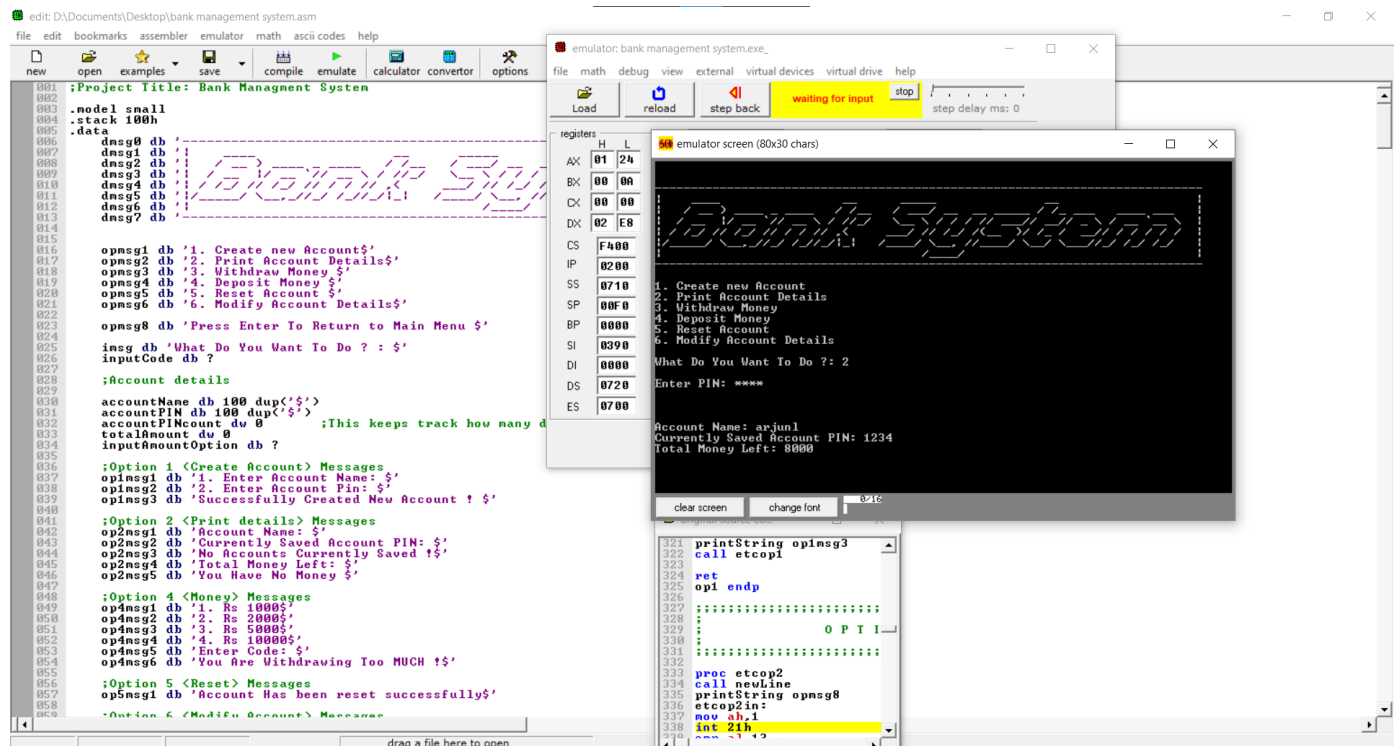 edit: D:\Documents\Desktop\bank management system.asm
file edit bookmarks assembler emulator math ascii codes help
new open examples save compile emulate calculator convertor options
001 ;Project Title: Bank Managment System
002
003 .model small
004 .stack 100h
005 .data
006 dmsg0 db '
007 dmsg1 db '|
008 dmsg2 db '|
009 dmsg3 db '|
010 dmsg4 db '|
011 dmsg5 db '|
012 dmsg6 db '|
013 dmsg7 db '
014
015
016 opmsg1 db '1. Create new Account$'
017 opmsg2 db '2. Print Account Details$'
018 opmsg3 db '3. Withdraw Money $'
019 opmsg4 db '4. Deposit Money $'
020 opmsg5 db '5. Reset Account $'
021 opmsg6 db '6. Modify Account Details$'
022
023 opmsg8 db 'Press Enter To Return to Main Menu $'
024
025 imsg db 'What Do You Want To Do ? : $'
026 inputCode db ?
027
028 ;Account details
029
030 accountName db 100 dup('$')
031 accountPIN db 100 dup('$')
032 accountPINcount dw 0 ;This keeps track how many d
033 totalAmount dw 0
034 inputAmountOption db ?
035
036 ;Option 1 <Create Account> Messages
037 op1msg1 db '1. Enter Account Name: $'
038 op1msg2 db '2. Enter Account Pin: $'
039 op1msg3 db 'Successfully Created New Account ! $'
040
041 ;Option 2 <Print details> Messages
042 op2msg1 db 'Account Name: $'
043 op2msg2 db 'Currently Saved Account PIN: $'
044 op2msg3 db 'No Accounts Currently Saved !$'
045 op2msg4 db 'Total Money Left: $'
046 op2msg5 db 'You Have No Money $'
047
048 ;Option 4 <Money> Messages
049 op4msg1 db '1. Rs 1000$'
050 op4msg2 db '2. Rs 2000$'
051 op4msg3 db '3. Rs 5000$'
052 op4msg4 db '4. Rs 10000$'
053 op4msg5 db 'Enter Code: $'
054 op4msg6 db 'You Are Withdrawing Too MUCH !$'
055
056 ;Option 5 <Reset> Messages
057 op5msg1 db 'Account Has been reset successfully$'
058
059 ;Option 6 <Modify Account> Messages
drag a file here to open
emulator: bank management system.exe_
file math debug view external virtual devices virtual drive help
Load reload step back waiting for input stop step delay ms: 0
registers
H L
AX 01 24
BX 00 0A
CX 00 00
DX 02 E8
CS F400
IP 0200
SS 0710
SP 00F0
BP 0000
SI 0390
DI 0000
DS 0720
ES 0700
emulator screen (80x30 chars)
Bank System
1. Create new Account
2. Print Account Details
3. Withdraw Money
4. Deposit Money
5. Reset Account
6. Modify Account Details
What Do You Want To Do ?: 2
Enter PIN: ****
Account Name: arjunl
Currently Saved Account PIN: 1234
Total Money Left: 8000
clear screen change font 0/16
original source co...
321 printString op1msg3
322 call etcop1
323
324 ret
325 op1 endp
326
327 ;;;;;;;;;;;;;;;;;;;;;;;
328 ;
329 ; O P T I
330 ;
331 ;;;;;;;;;;;;;;;;;;;;;;;
332
333 proc etcop2
334 call newLine
335 printString opmsg8
336 etcop2in:
337 mov ah,1
338 int 21h
339 cmp al,13